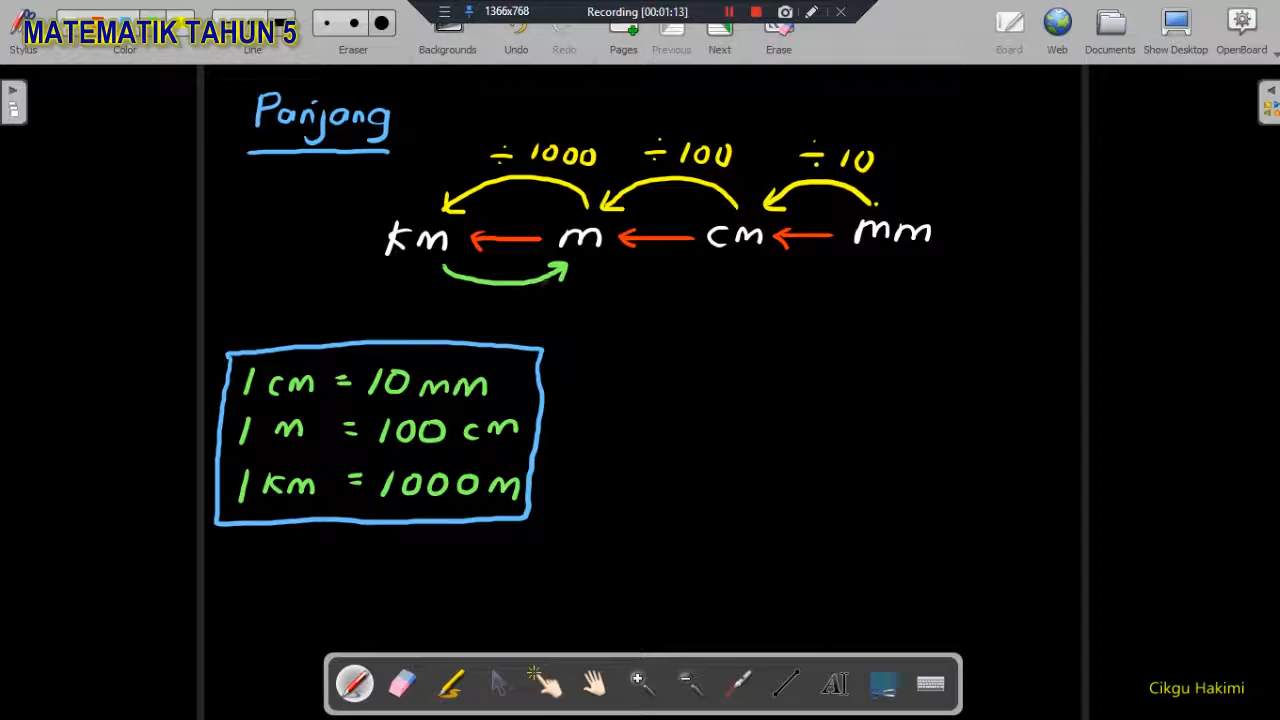 1366x768 Recording [00:01:13]
MATEMATIK TAHUN 5
Stylus Color Line Eraser Backgrounds Undo Redo Pages Previous Next Erase Board Web Documents Show Desktop OpenBoard
Panjang
÷ 1000 ÷ 100 ÷ 10
km m cm mm
1 cm = 10 mm
1 m = 100 cm
1 km = 1000 m
AI
Cikgu Hakimi